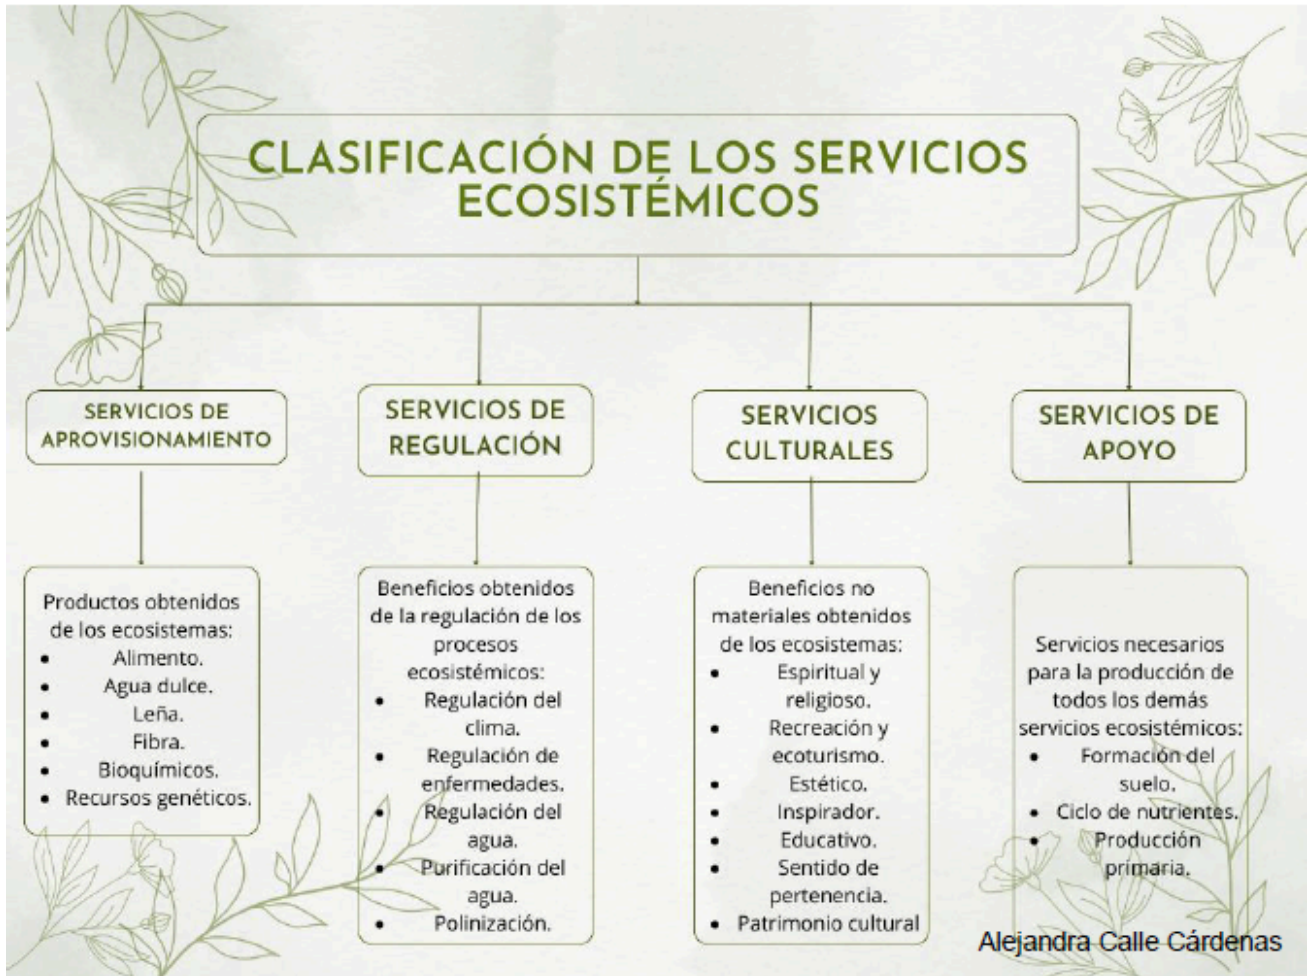 CLASIFICACIÓN DE LOS SERVICIOS
ECOSISTÉMICOS
SERVICIOS DE
APROVISIONAMIENTO
Productos obtenidos
de los ecosistemas:
• Alimento.
• Agua dulce.
• Leña.
• Fibra.
• Bioquímicos.
• Recursos genéticos.
SERVICIOS DE
REGULACIÓN
Beneficios obtenidos
de la regulación de los
procesos
ecosistémicos:
• Regulación del
clima.
• Regulación de
enfermedades.
• Regulación del
agua.
• Purificación del
agua.
• Polinización.
SERVICIOS
CULTURALES
Beneficios no
materiales obtenidos
de los ecosistemas:
• Espiritual y
religioso.
• Recreación y
ecoturismo.
• Estético.
• Inspirador.
• Educativo.
• Sentido de
pertenencia.
• Patrimonio cultural
SERVICIOS DE
APOYO
Servicios necesarios
para la producción de
todos los demás
servicios ecosistémicos:
• Formación del
suelo.
• Ciclo de nutrientes.
• Producción
primaria.
Alejandra Calle Cárdenas